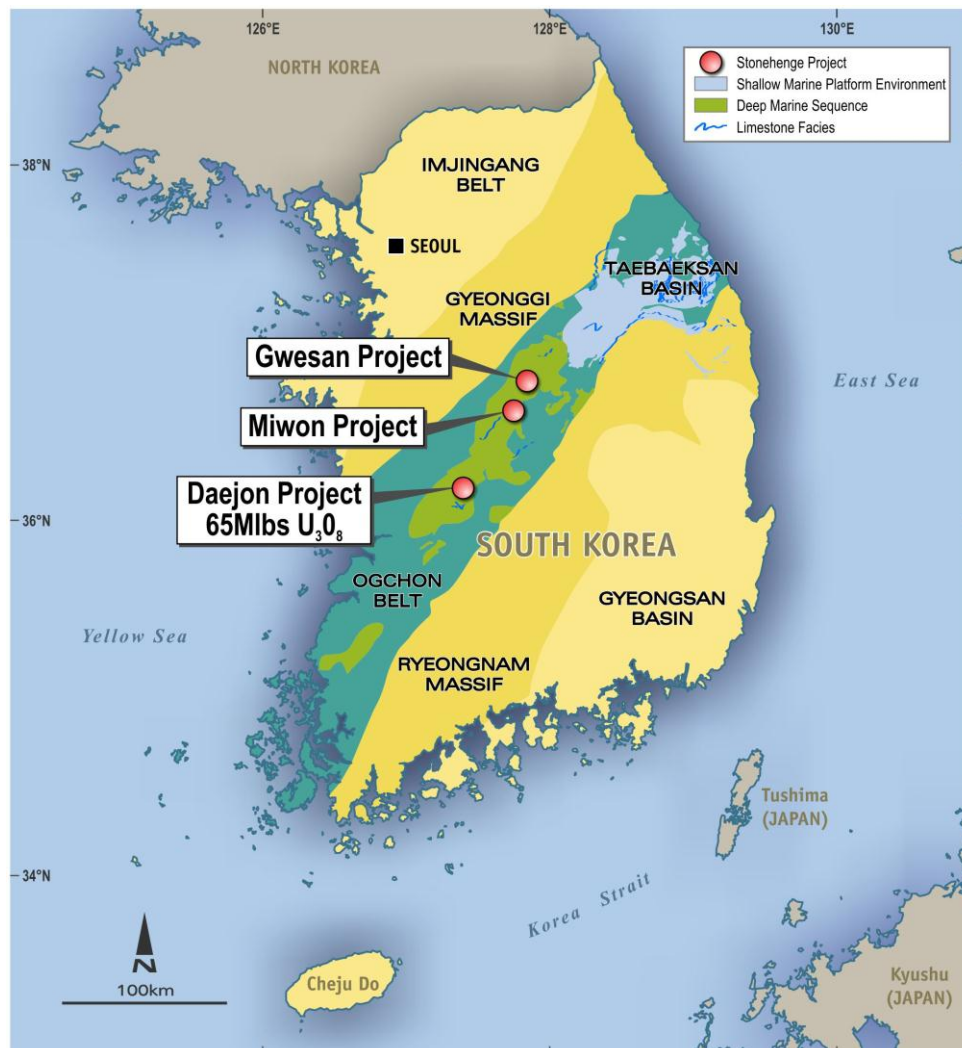 126°E
128°E
130°E
NORTH KOREA
Stonehenge Project
Shallow Marine Platform Environment
Deep Marine Sequence
Limestone Facies
38°N
IMJINGANG
BELT
SEOUL
TAEBAEKSAN
BASIN
GYEONGGI
MASSIF
Gwesan Project
East Sea
Miwon Project
Daejon Project
65Mlbs U₃0₈
36°N
SOUTH KOREA
OGCHON
BELT
GYEONGSAN
BASIN
Yellow Sea
RYEONGNAM
MASSIF
Tushima
(JAPAN)
34°N
Korea Strait
N
100km
Cheju Do
Kyushu
(JAPAN)